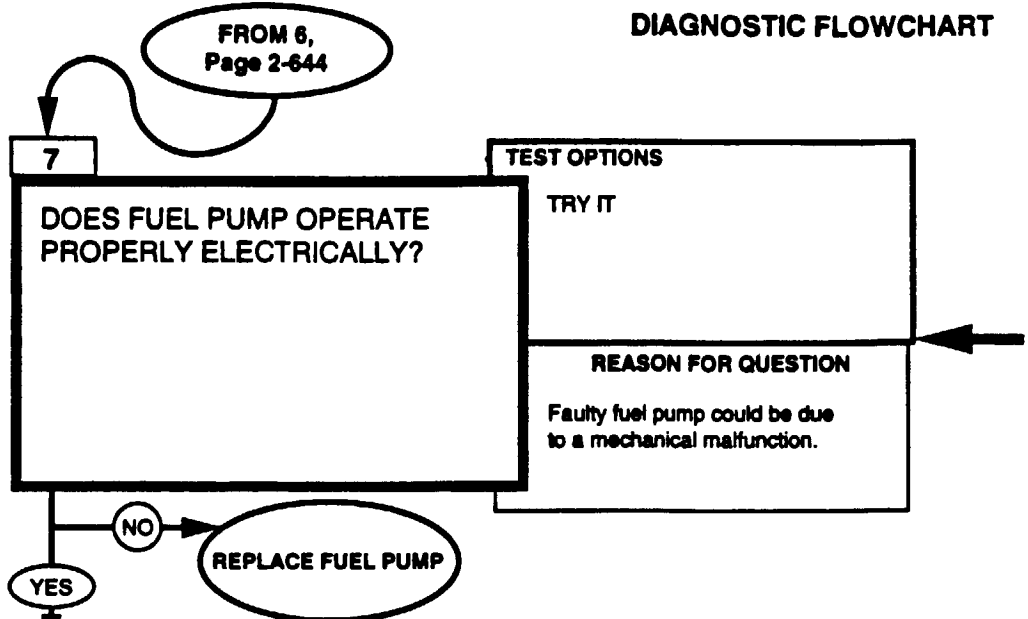 DIAGNOSTIC FLOWCHART
FROM 6,
Page 2-644
7
DOES FUEL PUMP OPERATE
PROPERLY ELECTRICALLY?
TEST OPTIONS
TRY IT
REASON FOR QUESTION
Faulty fuel pump could be due
to a mechanical malfunction.
NO
REPLACE FUEL PUMP
YES